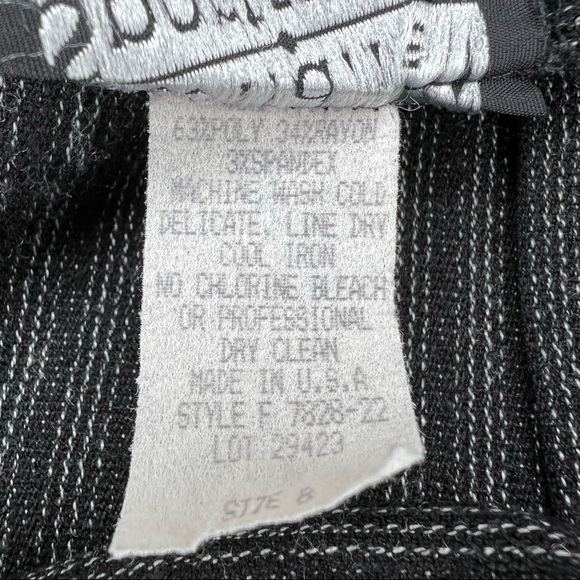 63%POLY 34%RAYON
3%SPANDEX
MACHINE WASH COLD
DELICATE, LINE DRY
COOL IRON
NO CHLORINE BLEACH
OR PROFESSIONAL
DRY CLEAN
MADE IN U.S.A
STYLE F 7828-22
LOT 29423
SIZE 8